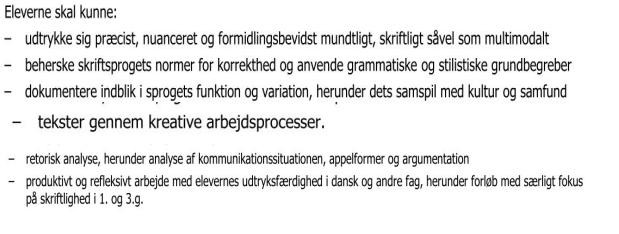 Eleverne skal kunne:
– udtrykke sig præcist, nuanceret og formidlingsbevidst mundtligt, skriftligt såvel som multimodalt
– beherske skriftsprogets normer for korrekthed og anvende grammatiske og stilistiske grundbegreber
– dokumentere indblik i sprogets funktion og variation, herunder dets samspil med kultur og samfund
– tekster gennem kreative arbejdsprocesser.
– retorisk analyse, herunder analyse af kommunikationssituationen, appelformer og argumentation
– produktivt og refleksivt arbejde med elevernes udtryksfærdighed i dansk og andre fag, herunder forløb med særligt fokus
på skriftlighed i 1. og 3.g.